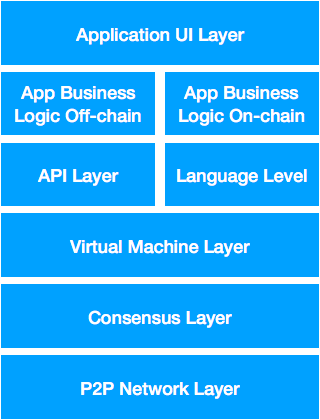 Application UI Layer
App Business
Logic Off-chain
App Business
Logic On-chain
API Layer
Language Level
Virtual Machine Layer
Consensus Layer
P2P Network Layer